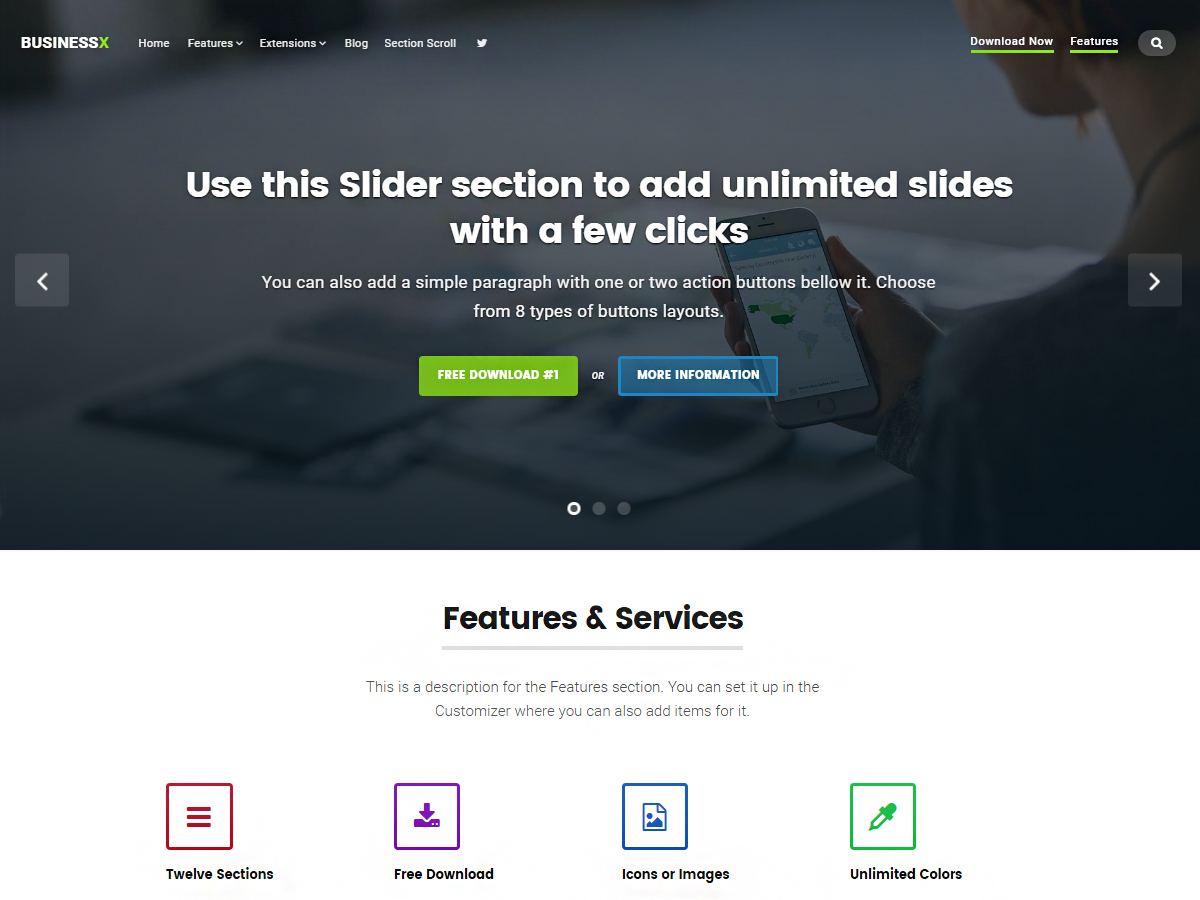 BUSINESSX Home Features Extensions Blog Section Scroll Download Now Features
Use this Slider section to add unlimited slides
with a few clicks
You can also add a simple paragraph with one or two action buttons bellow it. Choose
from 8 types of buttons layouts.
FREE DOWNLOAD #1 OR MORE INFORMATION
Features & Services
This is a description for the Features section. You can set it up in the
Customizer where you can also add items for it.
Twelve Sections Free Download Icons or Images Unlimited Colors